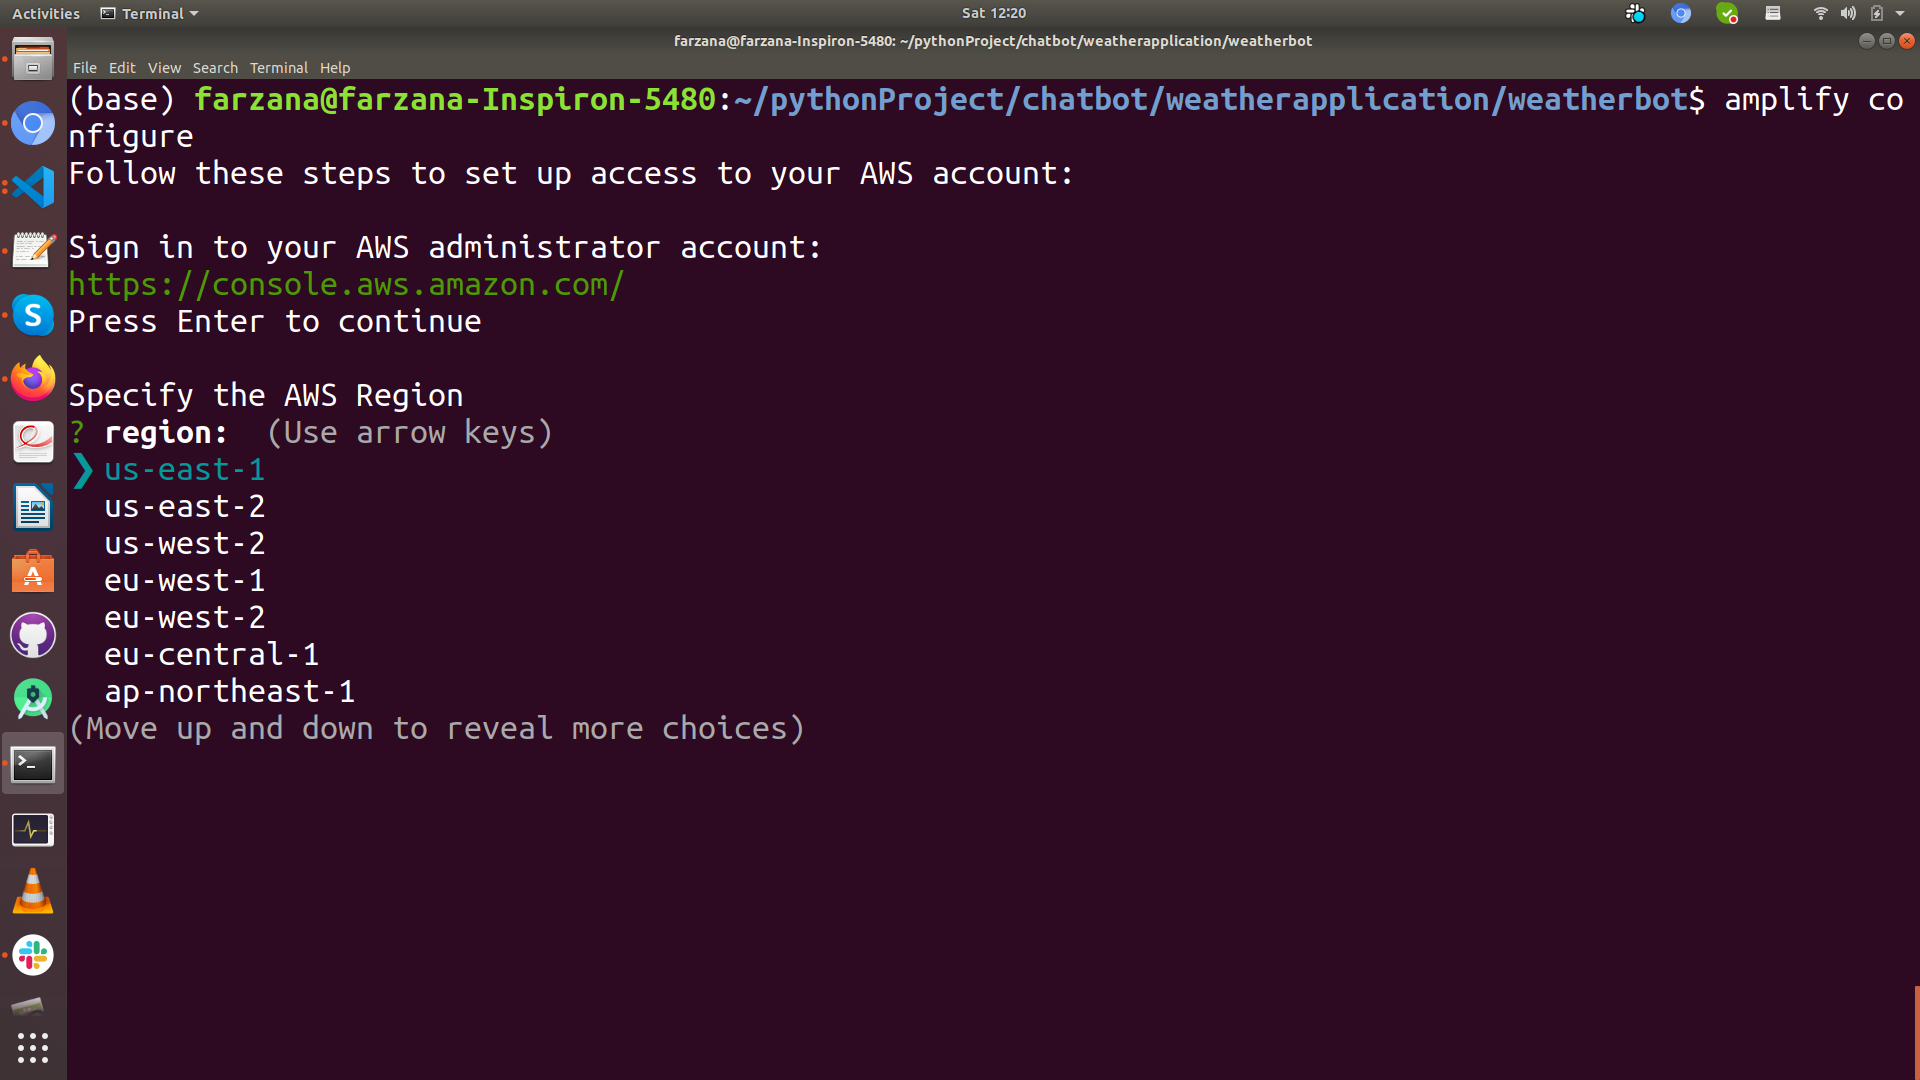 Activities Terminal Sat 12:20
farzana@farzana-Inspiron-5480: ~/pythonProject/chatbot/weatherapplication/weatherbot
File Edit View Search Terminal Help
(base) farzana@farzana-Inspiron-5480:~/pythonProject/chatbot/weatherapplication/weatherbot$ amplify co
nfigure
Follow these steps to set up access to your AWS account:
Sign in to your AWS administrator account:
https://console.aws.amazon.com/
Press Enter to continue
Specify the AWS Region
? region: (Use arrow keys)
❯ us-east-1
us-east-2
us-west-2
eu-west-1
eu-west-2
eu-central-1
ap-northeast-1
(Move up and down to reveal more choices)